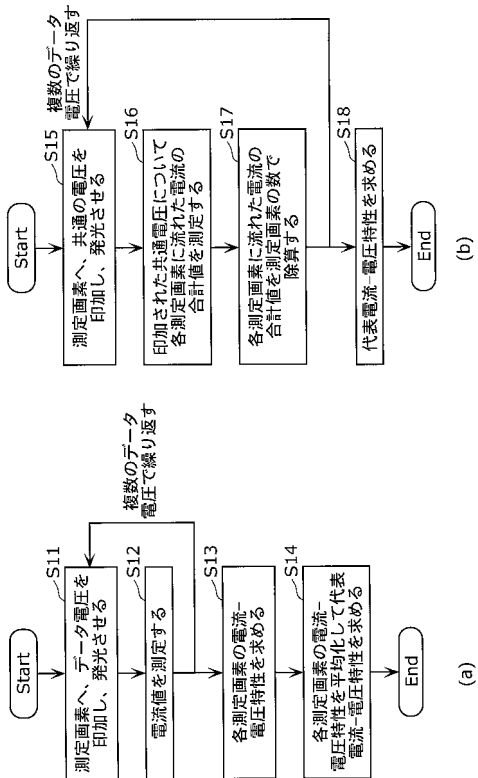 Start
S11
測定画素へ、データ電圧を
印加し、発光させる
複数のデータ
電圧で繰り返す
S12
電流値を測定する
S13
各測定画素の電流−
電圧特性を求める
S14
各測定画素の電流−
電圧特性を平均化して代表
電流−電圧特性を求める
End
(a)
Start
S15
測定画素へ、共通の電圧を
印加し、発光させる
複数のデータ
電圧で繰り返す
S16
印加された共通電圧について
各測定画素に流れた電流の
合計値を測定する
S17
各測定画素に流れた電流の
合計値を測定画素の数で
除算する
S18
代表電流−電圧特性を求める
End
(b)